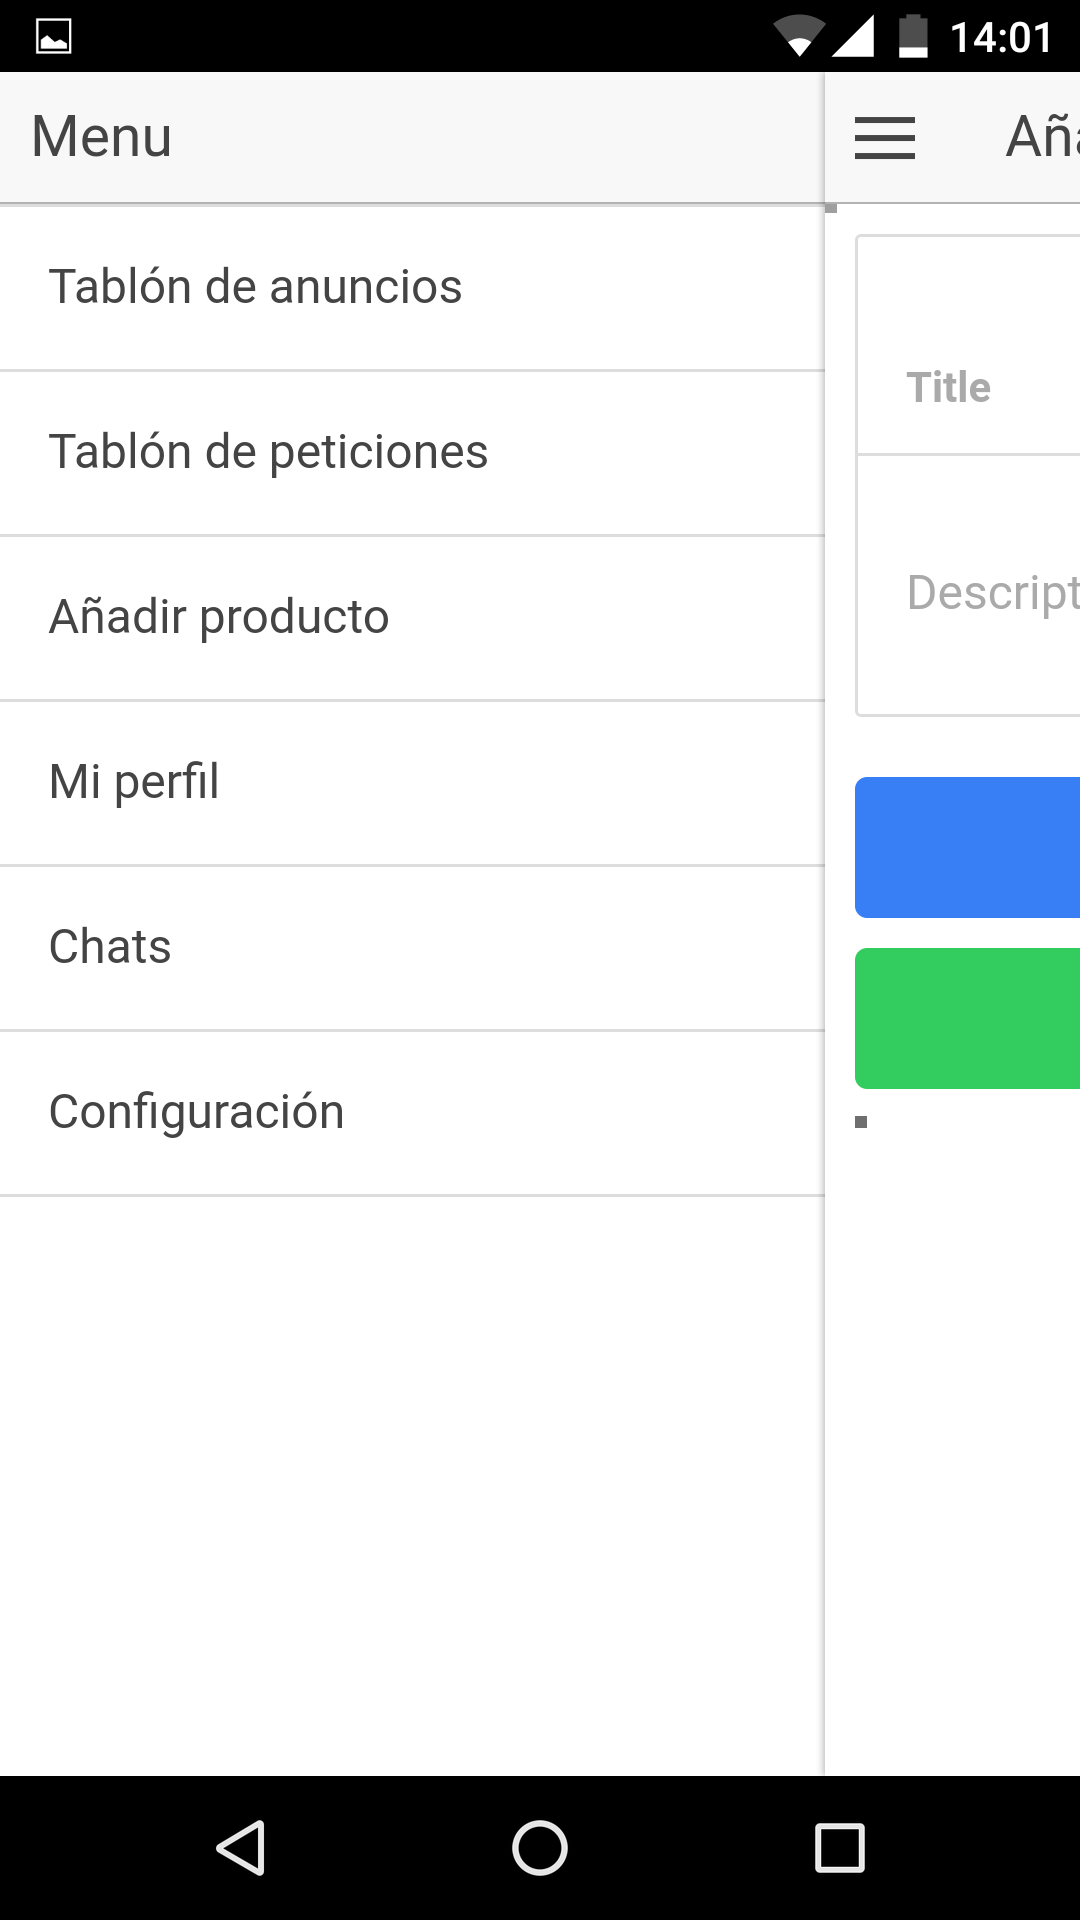 14:01
Menu
Aña
Tablón de anuncios
Tablón de peticiones
Añadir producto
Mi perfil
Chats
Configuración
Title
Descript